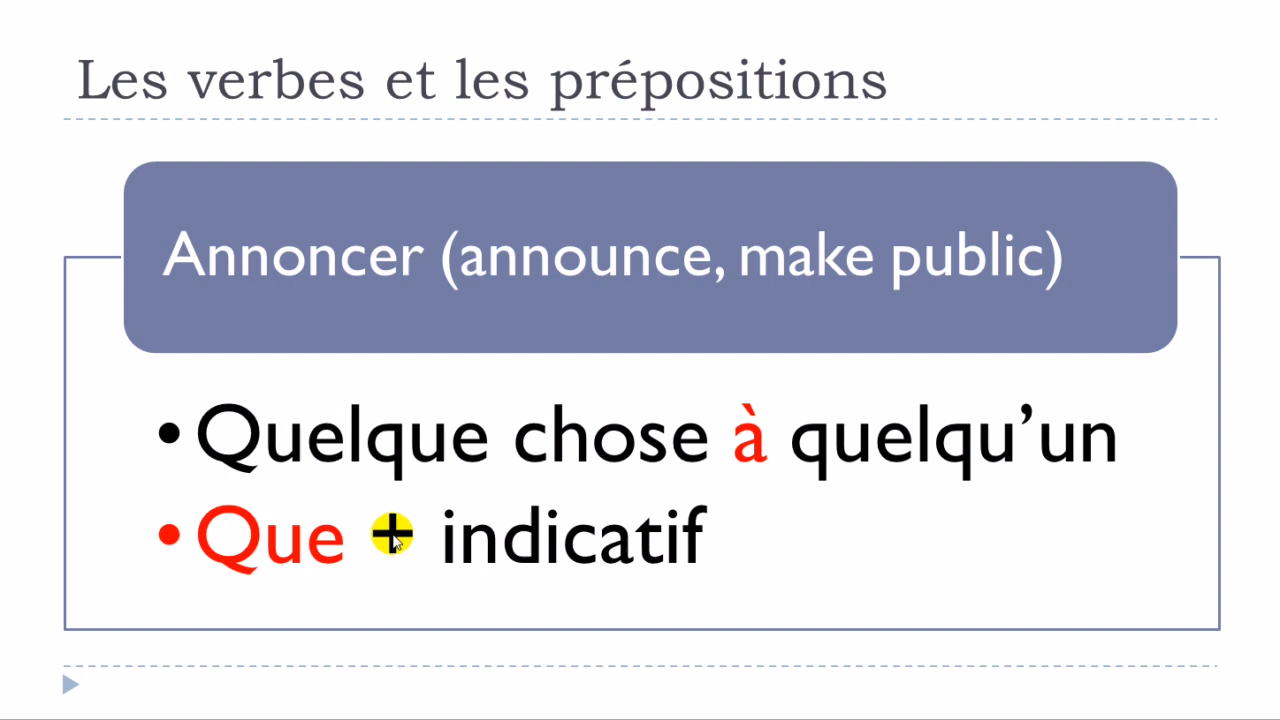 Les verbes et les prépositions
Annoncer (announce, make public)
• Quelque chose à quelqu’un
• Que + indicatif